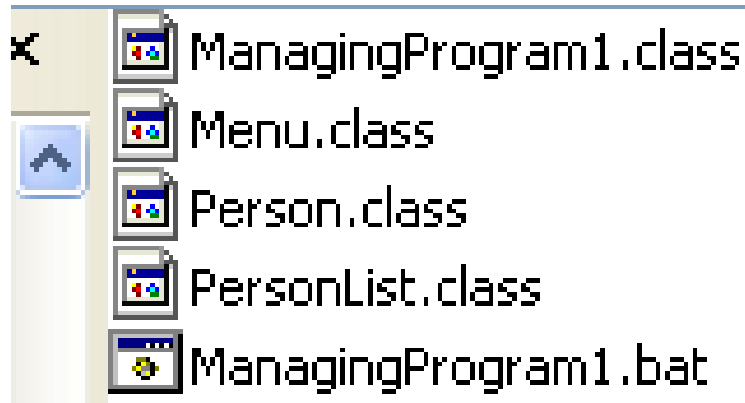 ManagingProgram1.class
Menu.class
Person.class
PersonList.class
ManagingProgram1.bat